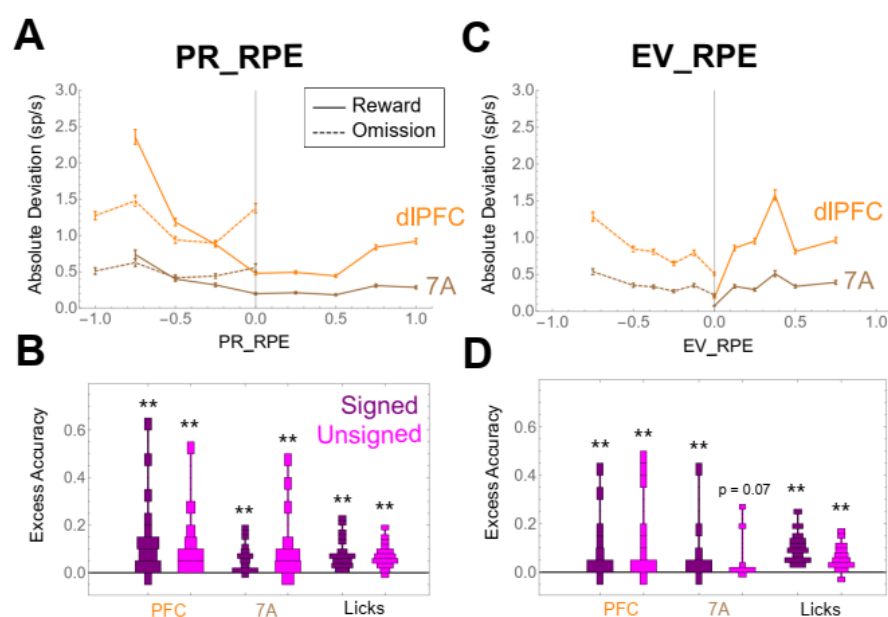 A
PR_RPE
Absolute Deviation (sp/s)
3.0
2.5
2.0
1.5
1.0
0.5
0.0
Reward
Omission
dlPFC
7A
−1.0 −0.5 0.0 0.5 1.0
PR_RPE
C
EV_RPE
Absolute Deviation (sp/s)
3.0
2.5
2.0
1.5
1.0
0.5
0.0
dlPFC
7A
−1.0 −0.5 0.0 0.5 1.0
EV_RPE
B
Excess Accuracy
0.6
0.4
0.2
0.0
Signed
Unsigned
** ** ** ** ** **
PFC 7A Licks
D
Excess Accuracy
0.6
0.4
0.2
0.0
** ** ** p = 0.07 ** **
PFC 7A Licks